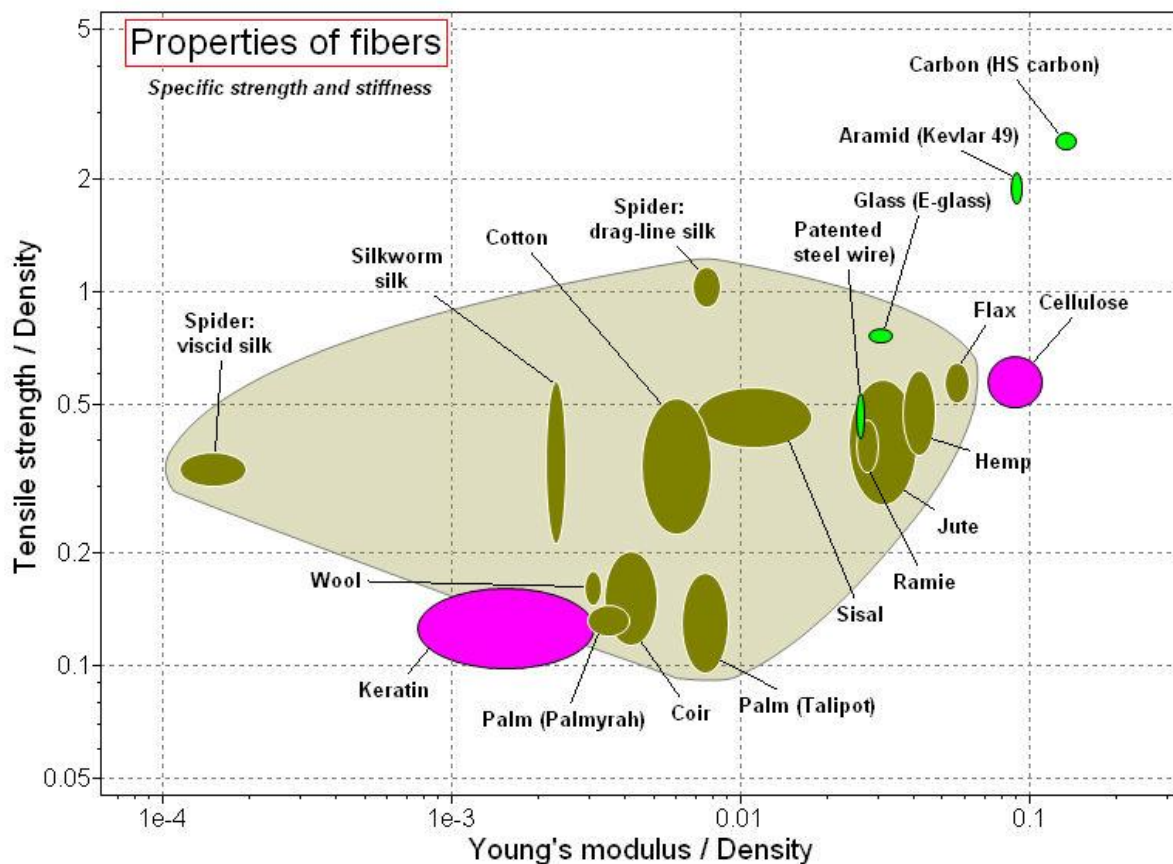 Properties of fibers
Specific strength and stiffness
Carbon (HS carbon)
Aramid (Kevlar 49)
Glass (E-glass)
Patented
steel wire)
Spider:
drag-line silk
Cotton
Silkworm
silk
Spider:
viscid silk
Flax
Cellulose
Hemp
Jute
Ramie
Sisal
Wool
Keratin
Palm (Palmyrah)
Coir
Palm (Talipot)
Tensile strength / Density
5
2
1
0.5
0.2
0.1
0.05
1e-4
1e-3
0.01
0.1
Young's modulus / Density